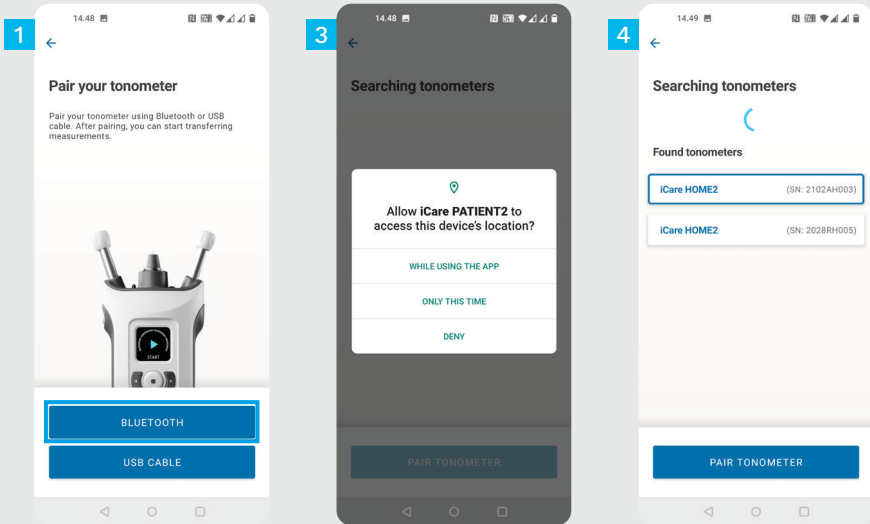 1
14.48
Pair your tonometer
Pair your tonometer using Bluetooth or USB
cable. After pairing, you can start transferring
measurements.
START
BLUETOOTH
USB CABLE
3
14.48
Searching tonometers
Allow iCare PATIENT2 to
access this device's location?
WHILE USING THE APP
ONLY THIS TIME
DENY
PAIR TONOMETER
4
14.49
Searching tonometers
Found tonometers
iCare HOME2 (SN: 2102AH003)
iCare HOME2 (SN: 2028RH005)
PAIR TONOMETER